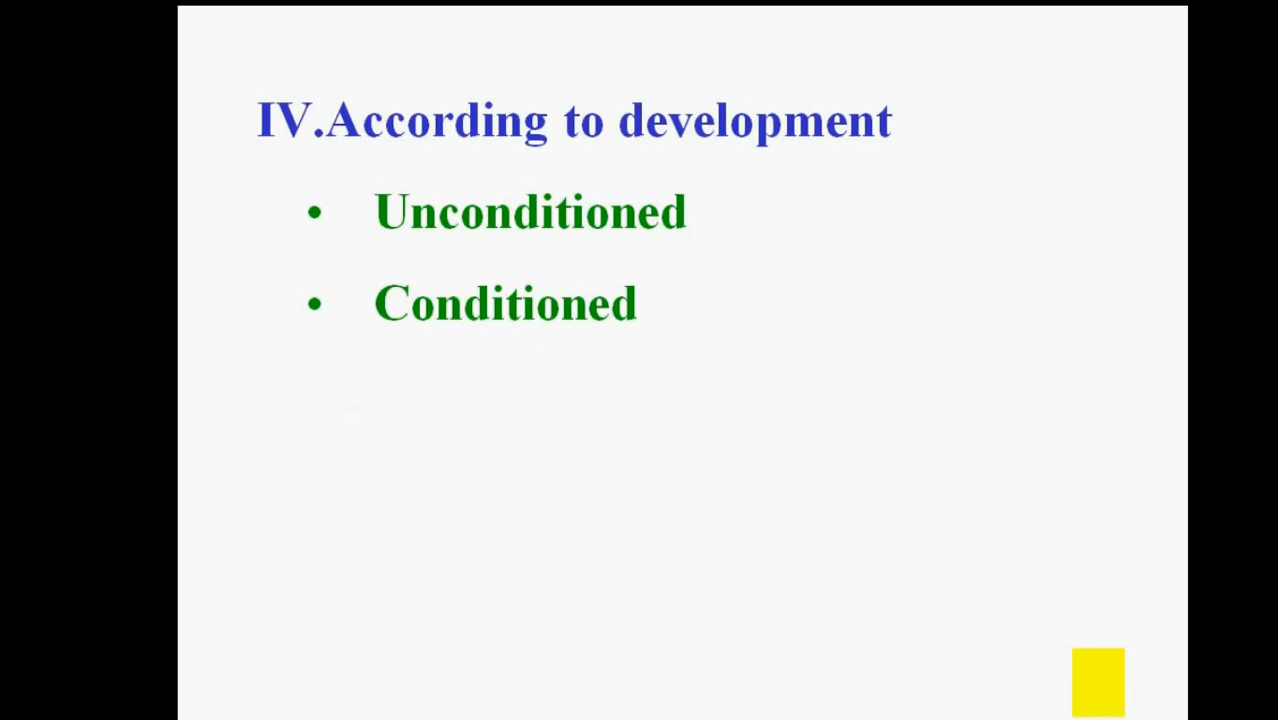 IV.According to development
• Unconditioned
• Conditioned